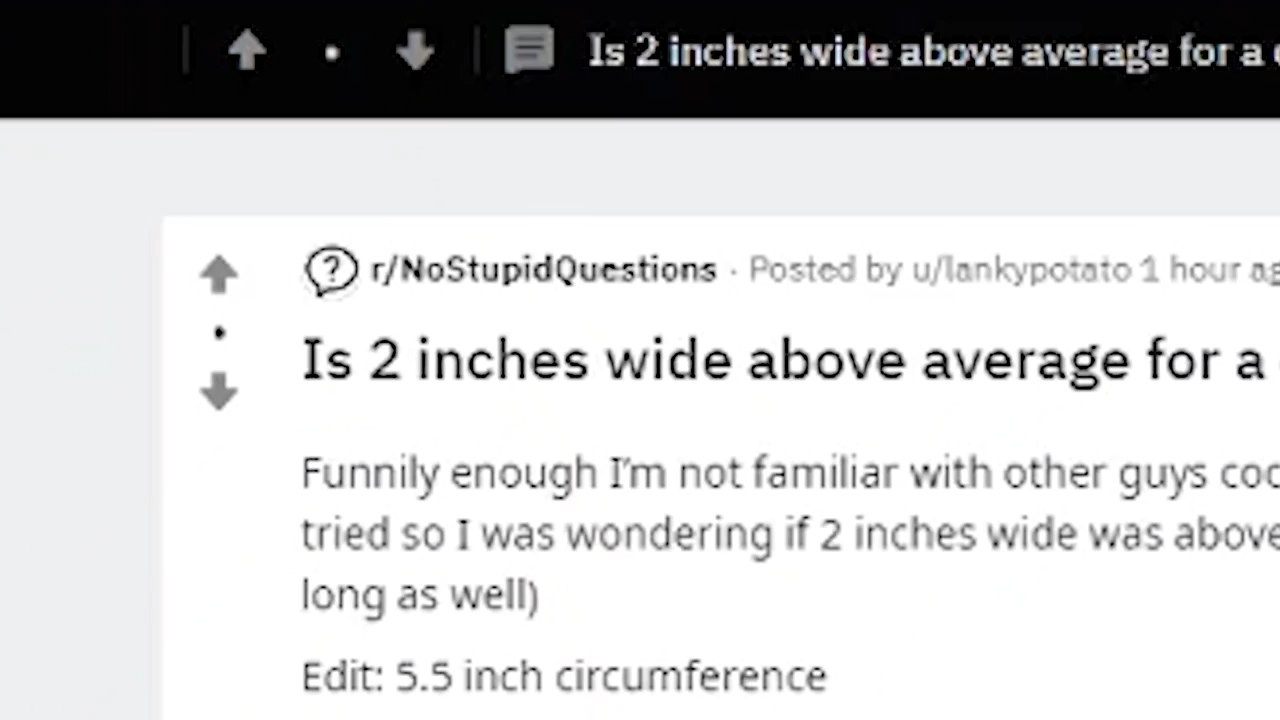 Is 2 inches wide above average for a
r/NoStupidQuestions · Posted by u/lankypotato 1 hour
Is 2 inches wide above average for a
Funnily enough I'm not familiar with other guys
tried so I was wondering if 2 inches wide was above
long as well)
Edit: 5.5 inch circumference